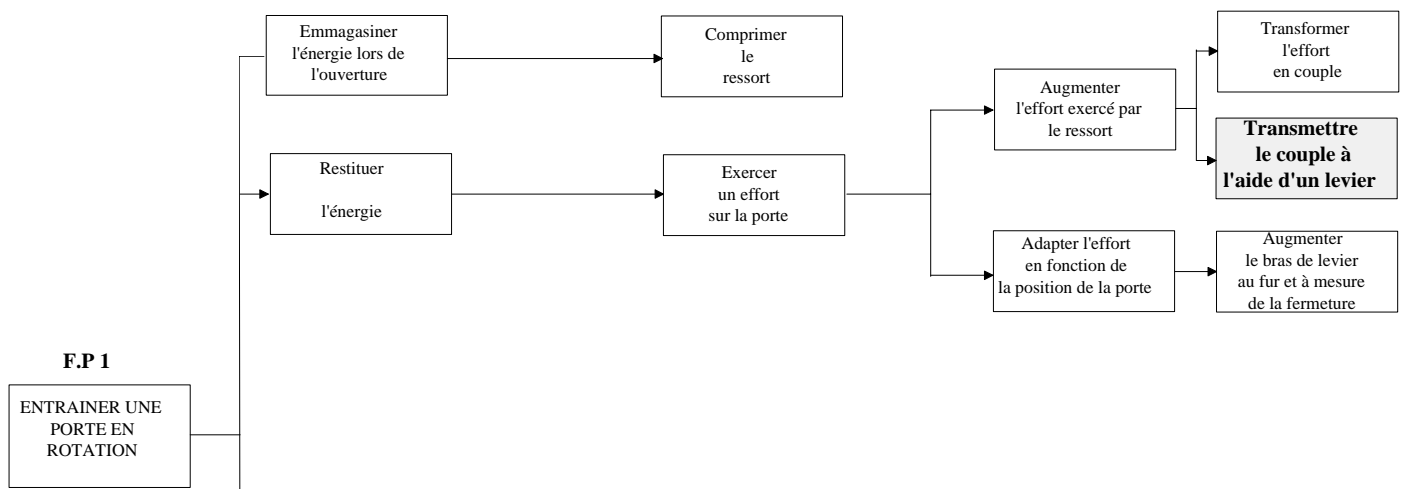 Emmagasiner
l'énergie lors de
l'ouverture
Comprimer
le
ressort
Transformer
l'effort
en couple
Augmenter
l'effort exercé par
le ressort
Transmettre
le couple à
l'aide d'un levier
Restituer
l'énergie
Exercer
un effort
sur la porte
Adapter l'effort
en fonction de
la position de la porte
Augmenter
le bras de levier
au fur et à mesure
de la fermeture
F.P 1
ENTRAINER UNE
PORTE EN
ROTATION